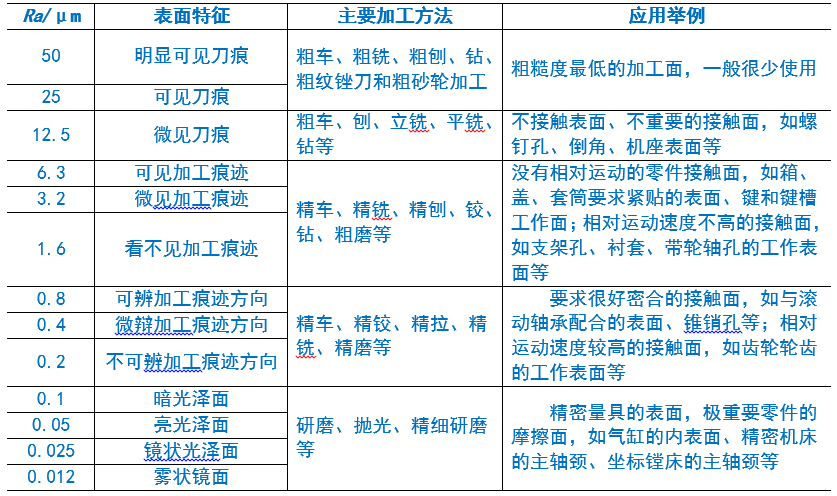 Ra/μm 表面特征 主要加工方法 应用举例
50 明显可见刀痕 粗车、粗铣、粗刨、钻、
粗纹锉刀和粗砂轮加工 粗糙度最低的加工面，一般很少使用
25 可见刀痕
12.5 微见刀痕 粗车、刨、立铣、平铣、
钻等 不接触表面、不重要的接触面，如螺
钉孔、倒角、机座表面等
6.3 可见加工痕迹
3.2 微见加工痕迹
1.6 看不见加工痕迹
精车、精铣、精刨、铰、
钻、粗磨等
没有相对运动的零件接触面，如箱、
盖、套筒要求紧贴的表面、键和键槽
工作面；相对运动速度不高的接触面，
如支架孔、衬套、带轮轴孔的工作表
面等
0.8 可辨加工痕迹方向
0.4 微辩加工痕迹方向
0.2 不可辨加工痕迹方向
精车、精铰、精拉、精
铣、精磨等
要求很好密合的接触面，如与滚
动轴承配合的表面、锥销孔等；相对
运动速度较高的接触面，如齿轮轮齿
的工作表面等
0.1 暗光泽面
0.05 亮光泽面
0.025 镜状光泽面
0.012 雾状镜面
研磨、抛光、精细研磨
等
精密量具的表面，极重要零件的
摩擦面，如气缸的内表面、精密机床
的主轴颈、坐标镗床的主轴颈等